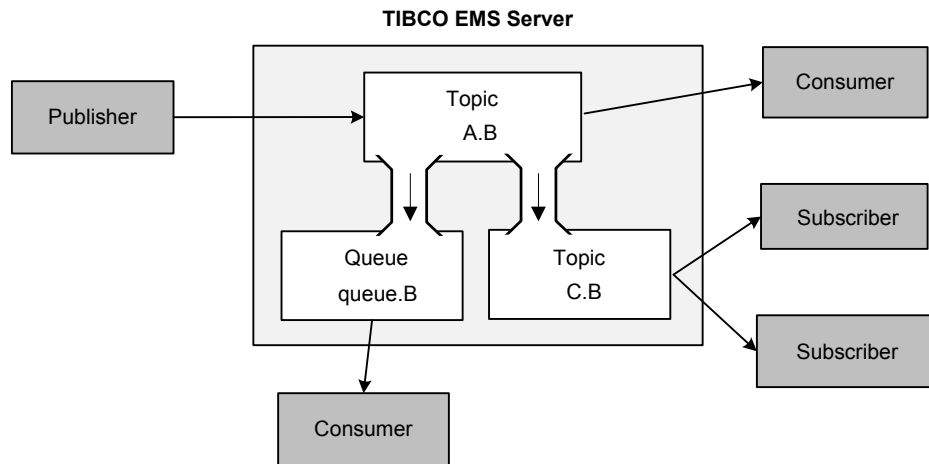 TIBCO EMS Server
Publisher
Topic
A.B
Consumer
Subscriber
Queue
queue.B
Topic
C.B
Subscriber
Consumer